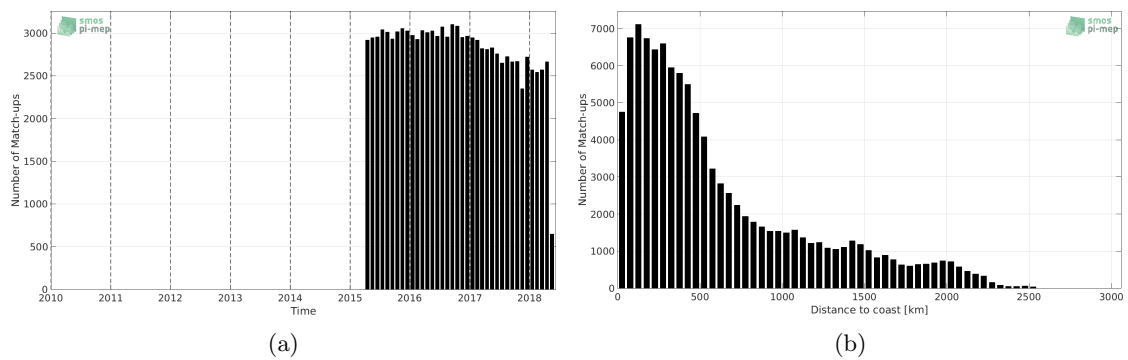 smos
pi-mep
3000
2500
2000
1500
1000
500
0
Number of Match-ups
2010 2011 2012 2013 2014 2015 2016 2017 2018
Time
(a)
smos
pi-mep
7000
6000
5000
4000
3000
2000
1000
0
Number of Match-ups
0 500 1000 1500 2000 2500 3000
Distance to coast [km]
(b)